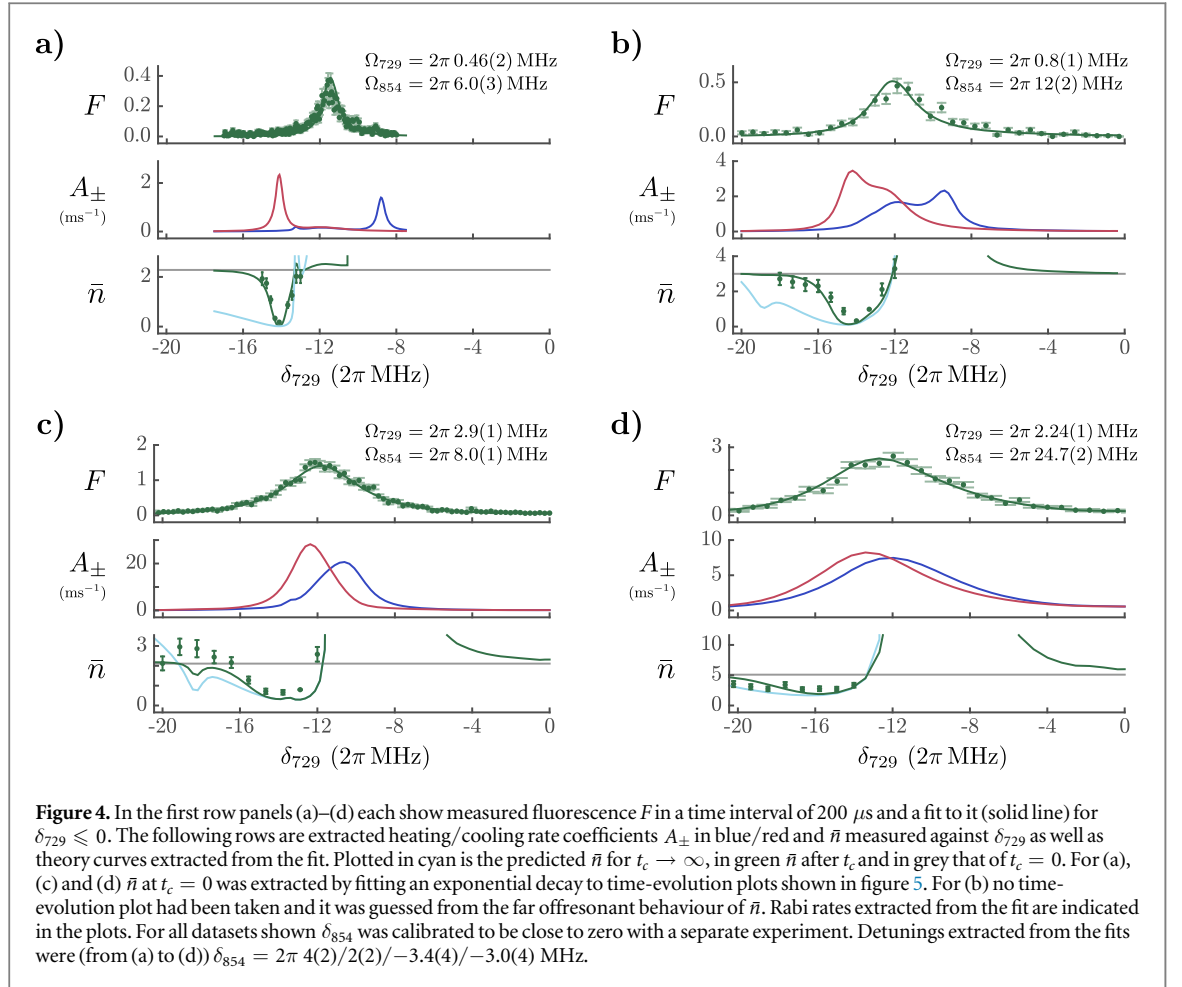 a)
Ω729 = 2π 0.46(2) MHz
Ω854 = 2π 6.0(3) MHz
F
0.4
0.2
0.0
A±
(ms⁻¹)
2
0
n̄
2
0
-20 -16 -12 -8 -4 0
δ729 (2π MHz)
b)
Ω729 = 2π 0.8(1) MHz
Ω854 = 2π 12(2) MHz
F
0.5
0.0
A±
(ms⁻¹)
4
2
0
n̄
4
2
0
-20 -16 -12 -8 -4 0
δ729 (2π MHz)
c)
Ω729 = 2π 2.9(1) MHz
Ω854 = 2π 8.0(1) MHz
F
2
1
0
A±
(ms⁻¹)
20
0
n̄
3
0
-20 -16 -12 -8 -4 0
δ729 (2π MHz)
d)
Ω729 = 2π 2.24(1) MHz
Ω854 = 2π 24.7(2) MHz
F
3
0
A±
(ms⁻¹)
10
5
0
n̄
10
5
0
-20 -16 -12 -8 -4 0
δ729 (2π MHz)
Figure 4. In the first row panels (a)–(d) each show measured fluorescence F in a time interval of 200 μs and a fit to it (solid line) for
δ729 ⩽ 0. The following rows are extracted heating/cooling rate coefficients A± in blue/red and n̄ measured against δ729 as well as
theory curves extracted from the fit. Plotted in cyan is the predicted n̄ for tc → ∞, in green n̄ after tc and in grey that of tc = 0. For (a),
(c) and (d) n̄ at tc = 0 was extracted by fitting an exponential decay to time-evolution plots shown in figure 5. For (b) no time-
evolution plot had been taken and it was guessed from the far offresonant behaviour of n̄. Rabi rates extracted from the fit are indicated
in the plots. For all datasets shown δ854 was calibrated to be close to zero with a separate experiment. Detunings extracted from the fits
were (from (a) to (d)) δ854 = 2π 4(2)/2(2)/−3.4(4)/−3.0(4) MHz.